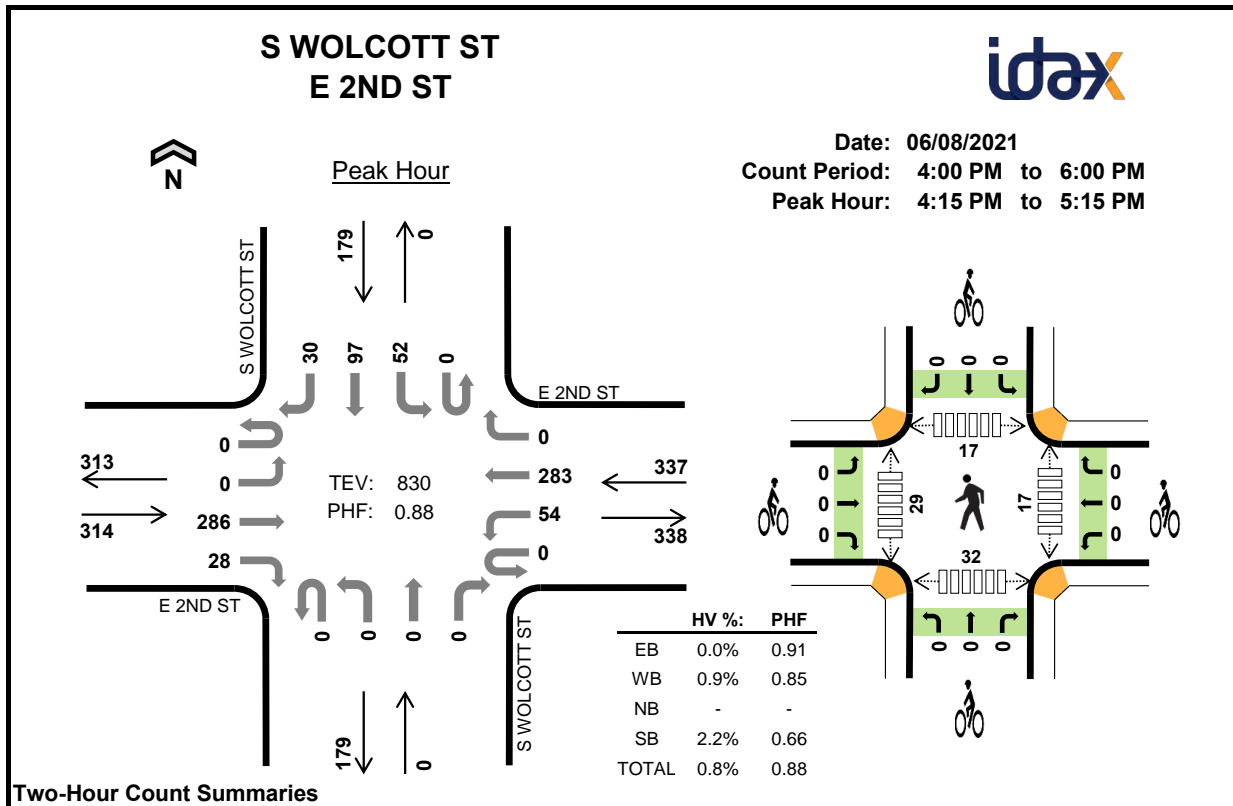 S WOLCOTT ST
E 2ND ST
idax
Date: 06/08/2021
Count Period: 4:00 PM to 6:00 PM
Peak Hour: 4:15 PM to 5:15 PM
N
Peak Hour
179
0
S WOLCOTT ST
30
97
52
0
E 2ND ST
0
0
313
314
286
28
TEV: 830
PHF: 0.88
0
283
54
0
337
338
E 2ND ST
0
0
0
0
S WOLCOTT ST
179
0
HV %: PHF
EB 0.0% 0.91
WB 0.9% 0.85
NB - -
SB 2.2% 0.66
TOTAL 0.8% 0.88
0
0
0
17
0
0
0
29
17
0
0
0
32
0
0
0
Two-Hour Count Summaries